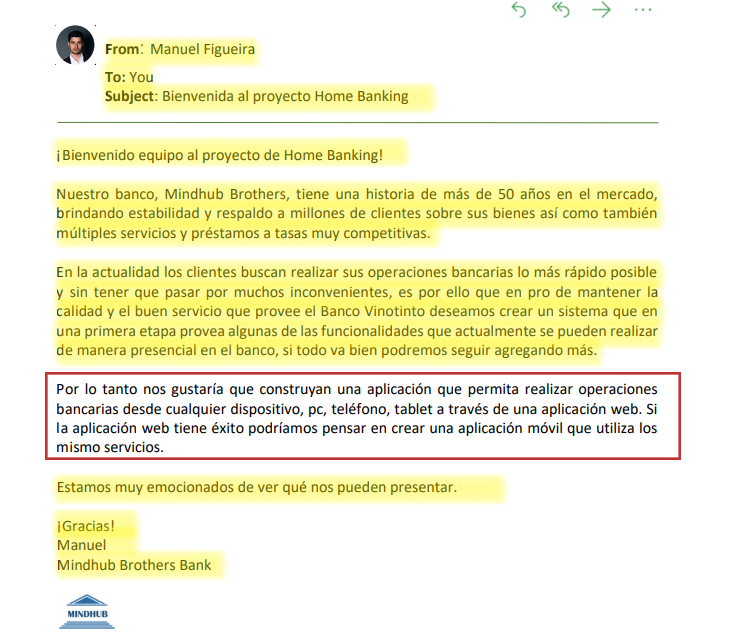 From: Manuel Figueira
To: You
Subject: Bienvenida al proyecto Home Banking
¡Bienvenido equipo al proyecto de Home Banking!
Nuestro banco, Mindhub Brothers, tiene una historia de más de 50 años en el mercado,
brindando estabilidad y respaldo a millones de clientes sobre sus bienes así como también
múltiples servicios y préstamos a tasas muy competitivas.
En la actualidad los clientes buscan realizar sus operaciones bancarias lo más rápido posible
y sin tener que pasar por muchos inconvenientes, es por ello que en pro de mantener la
calidad y el buen servicio que provee el Banco Vinotinto deseamos crear un sistema que en
una primera etapa provea algunas de las funcionalidades que actualmente se pueden realizar
de manera presencial en el banco, si todo va bien podremos seguir agregando más.
Por lo tanto nos gustaría que construyan una aplicación que permita realizar operaciones
bancarias desde cualquier dispositivo, pc, teléfono, tablet a través de una aplicación web. Si
la aplicación web tiene éxito podríamos pensar en crear una aplicación móvil que utiliza los
mismo servicios.
Estamos muy emocionados de ver qué nos pueden presentar.
¡Gracias!
Manuel
Mindhub Brothers Bank
MINDHUB